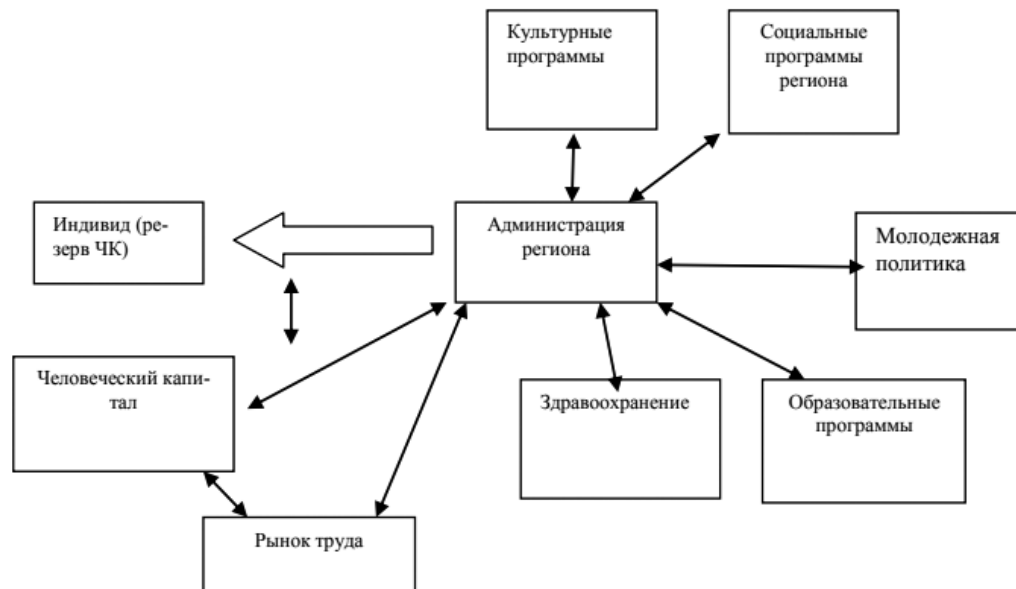 Культурные
программы
Социальные
программы
региона
Индивид (ре-
зерв ЧК)
Администрация
региона
Молодежная
политика
Человеческий капи-
тал
Здравоохранение
Образовательные
программы
Рынок труда